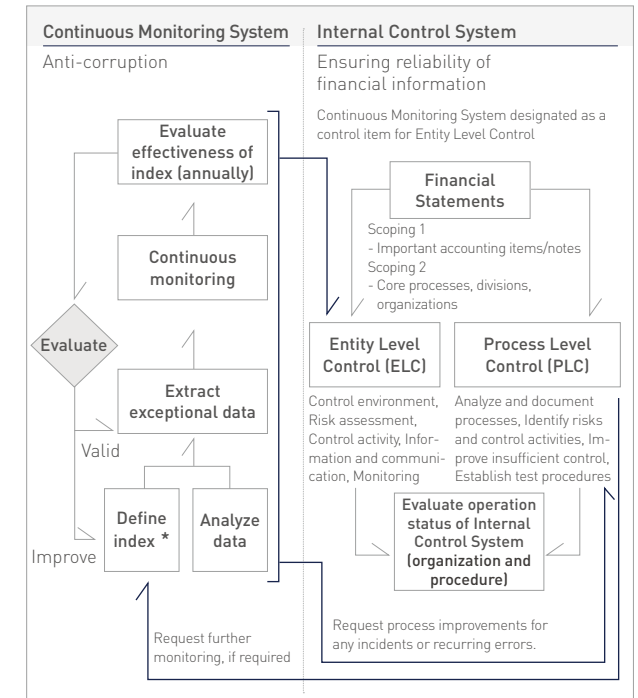 Continuous Monitoring System
Anti-corruption
Evaluate
effectiveness of
index (annually)
Continuous
monitoring
Evaluate
Extract
exceptional data
Valid
Define
index *
Analyze
data
Improve
Request further
monitoring, if required
Internal Control System
Ensuring reliability of
financial information
Continuous Monitoring System designated as a
control item for Entity Level Control
Financial
Statements
Scoping 1
- Important accounting items/notes
Scoping 2
- Core processes, divisions,
organizations
Entity Level
Control (ELC)
Process Level
Control (PLC)
Control environment,
Risk assessment,
Control activity, Infor-
mation and communi-
cation, Monitoring
Analyze and document
processes, Identify risks
and control activities, Im-
prove insufficient control,
Establish test procedures
Evaluate operation
status of Internal
Control System
(organization and
procedure)
Request process improvements for
any incidents or recurring errors.